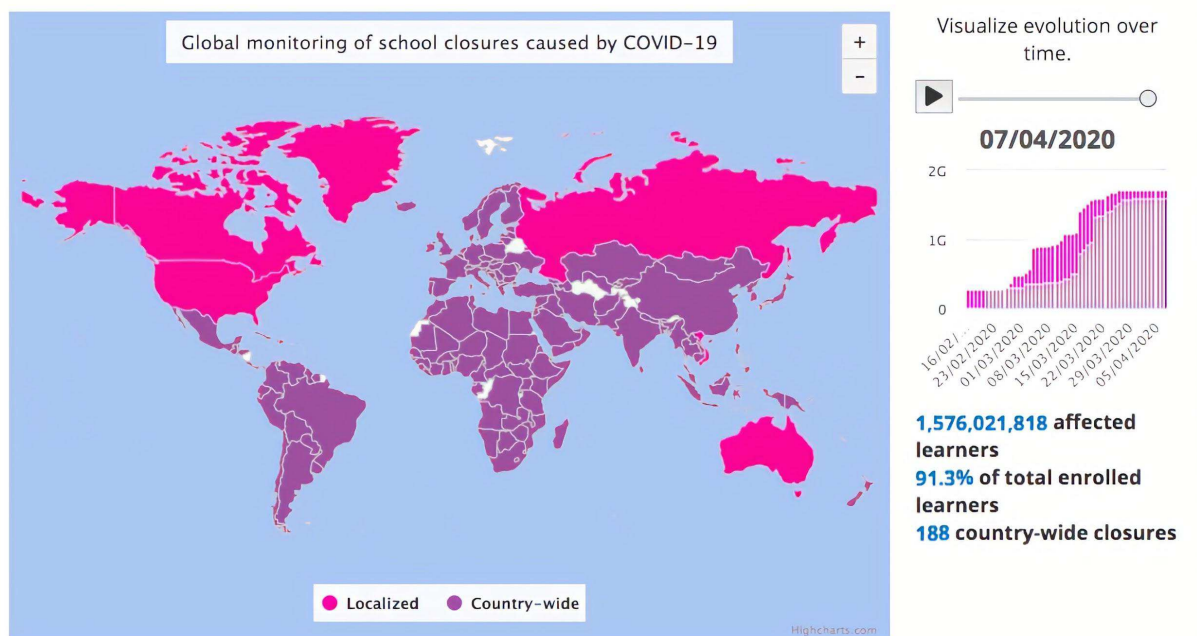 Global monitoring of school closures caused by COVID-19
+
-
Localized
Country-wide
Highcharts.com
Visualize evolution over
time.
07/04/2020
2G
1G
0
16/02/...
23/02/2020
01/03/2020
08/03/2020
15/03/2020
22/03/2020
29/03/2020
05/04/2020
1,576,021,818 affected
learners
91.3% of total enrolled
learners
188 country-wide closures